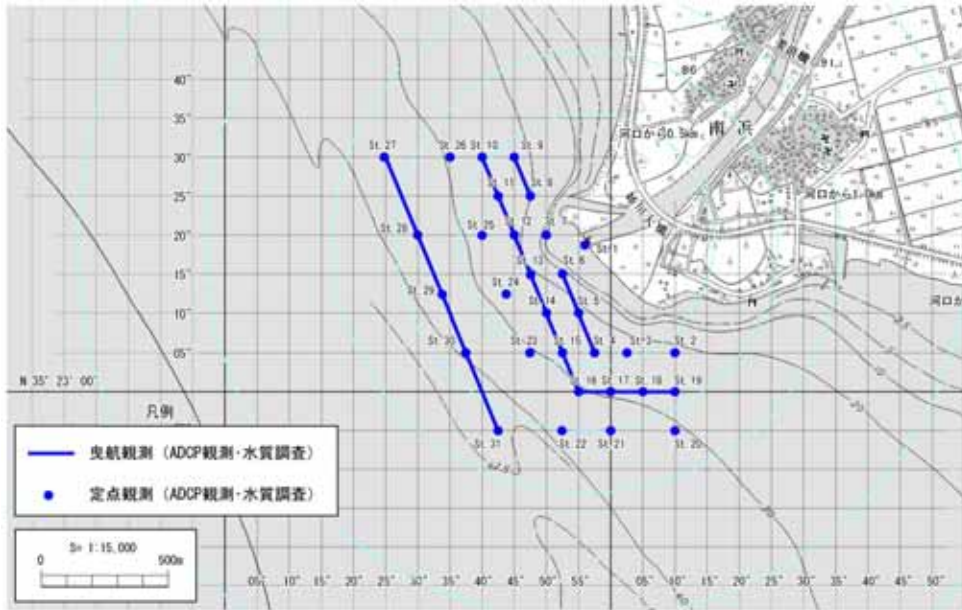 40"
35"
30"
25"
20"
15"
10"
05"
N 35° 23' 00"
St. 27
St. 26
St. 10
St. 9
St. 11
St. 8
St. 28
St. 25
St. 12
St. 7
St. 1
St. 13
St. 6
St. 29
St. 24
St. 14
St. 5
St. 30
St. 23
St. 15
St. 4
St. 3
St. 2
St. 16
St. 17
St. 18
St. 19
St. 31
St. 22
St. 21
St. 20
南浜
河口から0.5km
河口から1.0km
河口か
86
凡例
曳航観測(ADCP観測・水質調査)
定点観測(ADCP観測・水質調査)
S= 1:15,000
0 500m
05" 10" 15" 20" 25" 30" 35" 40" 45" 50" 55" 05" 10" 15" 20" 25" 30" 35" 40" 45" 50"